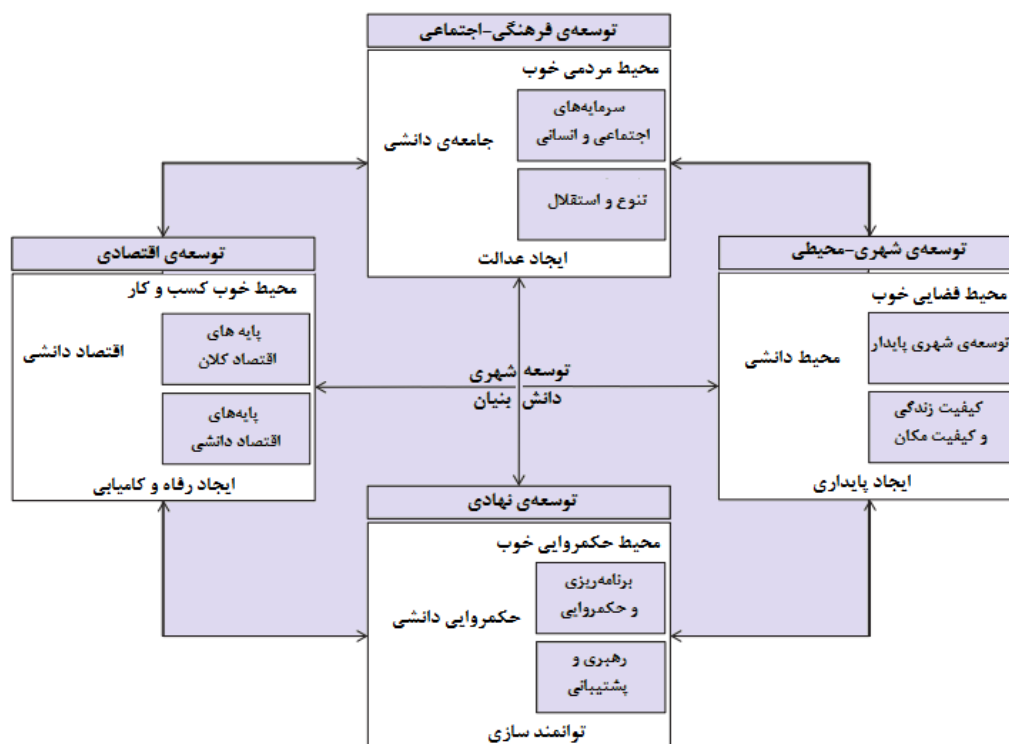 توسعه‌ی فرهنگی-اجتماعی
محیط مردمی خوب
سرمایه‌های
اجتماعی و انسانی
جامعه‌ی دانشی
تنوع و استقلال
ایجاد عدالت
توسعه‌ی شهری-محیطی
محیط فضایی خوب
توسعه‌ی شهری پایدار
محیط دانشی
کیفیت زندگی
و کیفیت مکان
ایجاد پایداری
توسعه شهری
دانش بنیان
توسعه‌ی اقتصادی
محیط خوب کسب و کار
پایه های
اقتصاد کلان
اقتصاد دانشی
پایه‌های
اقتصاد دانشی
ایجاد رفاه و کامیابی
توسعه‌ی نهادی
محیط حکمروایی خوب
برنامه‌ریزی
و حکمروایی
حکمروایی دانشی
رهبری و
پشتیبانی
توانمند سازی